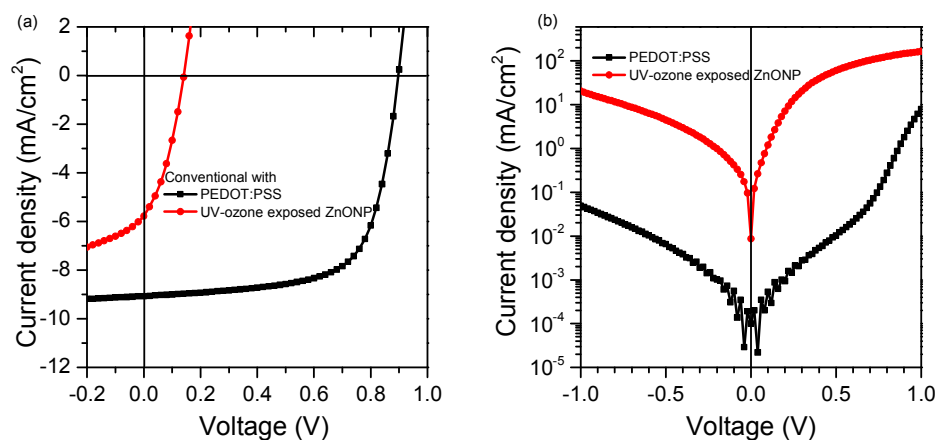 (a)
2
0
-2
-4
-6
-8
-10
-12
Current density (mA/cm²)
Conventional with
PEDOT:PSS
UV-ozone exposed ZnONP
-0.2 0.0 0.2 0.4 0.6 0.8 1.0
Voltage (V)
(b)
10²
10¹
10⁰
10⁻¹
10⁻²
10⁻³
10⁻⁴
10⁻⁵
Current density (mA/cm²)
PEDOT:PSS
UV-ozone exposed ZnONP
-1.0 -0.5 0.0 0.5 1.0
Voltage (V)